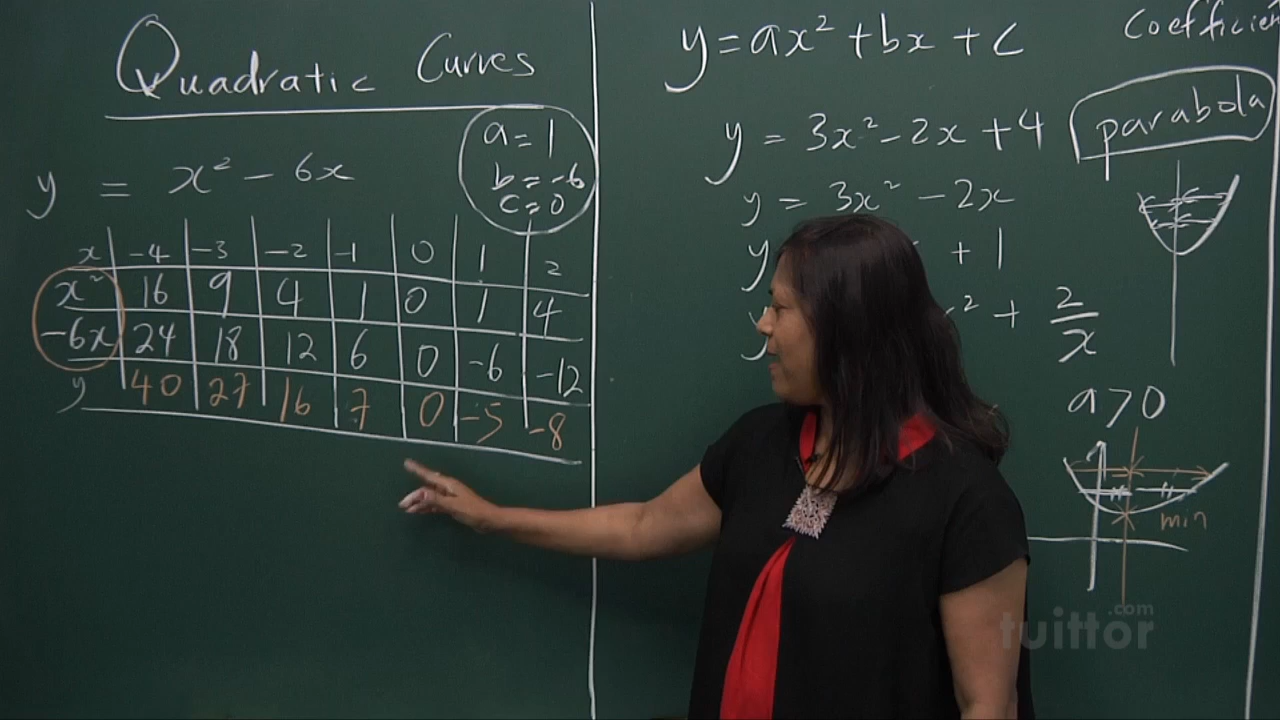 Quadratic Curves
y = x² - 6x
a = 1
b = -6
c = 0
x -4 -3 -2 -1 0 1 2
x² 16 9 4 1 0 1 4
-6x 24 18 12 6 0 -6 -12
y 40 27 16 7 0 -5 -8
y = ax² + bx + c
y = 3x² - 2x + 4
y = 3x² - 2x
y + 1
y x² + 2/x
a > 0
min
parabola
tuittor.com